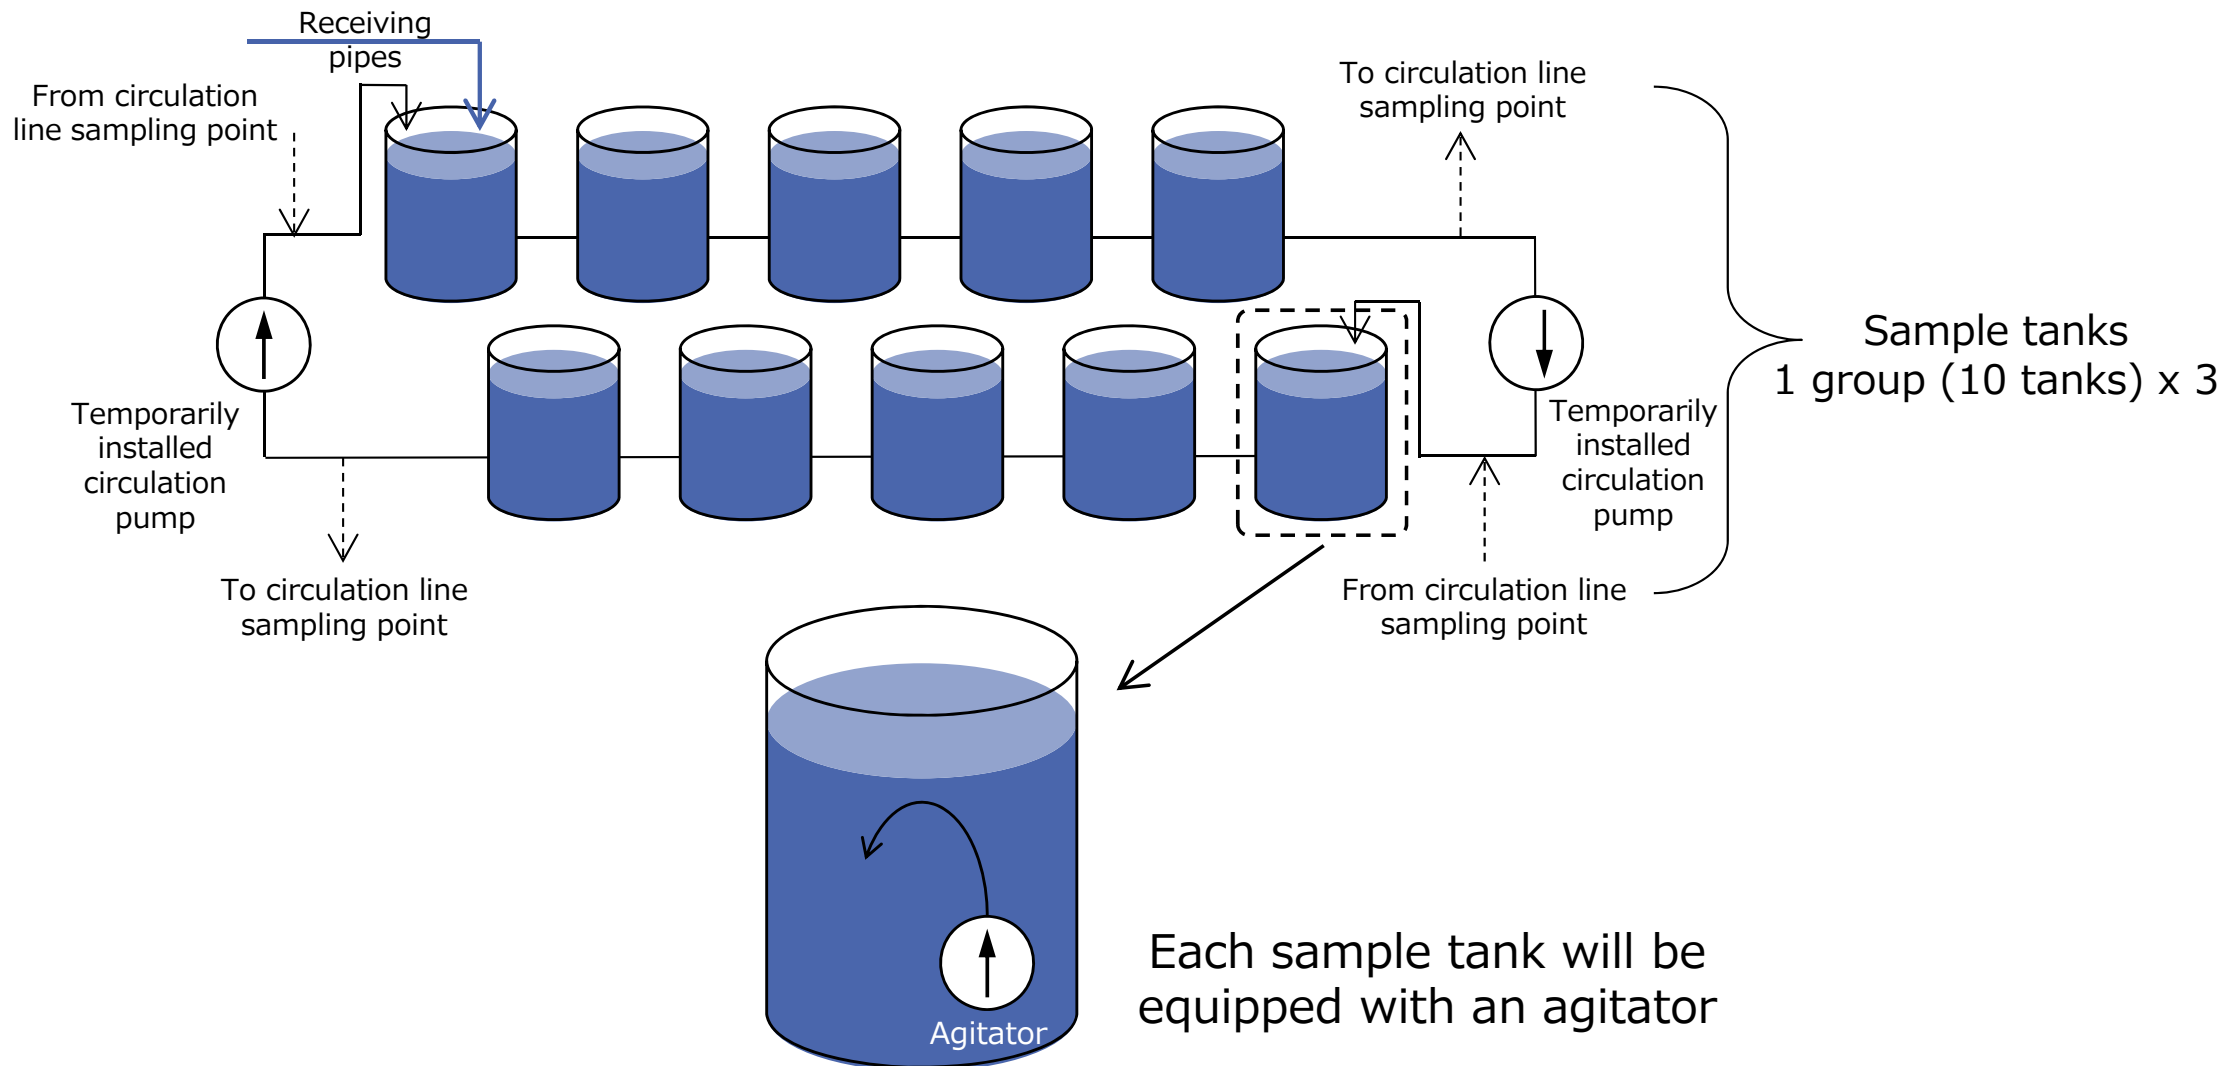 Receiving
pipes
From circulation
line sampling point
To circulation line
sampling point
Sample tanks
1 group (10 tanks) x 3
Temporarily
installed
circulation
pump
Temporarily
installed
circulation
pump
To circulation line
sampling point
From circulation line
sampling point
Each sample tank will be
equipped with an agitator
Agitator